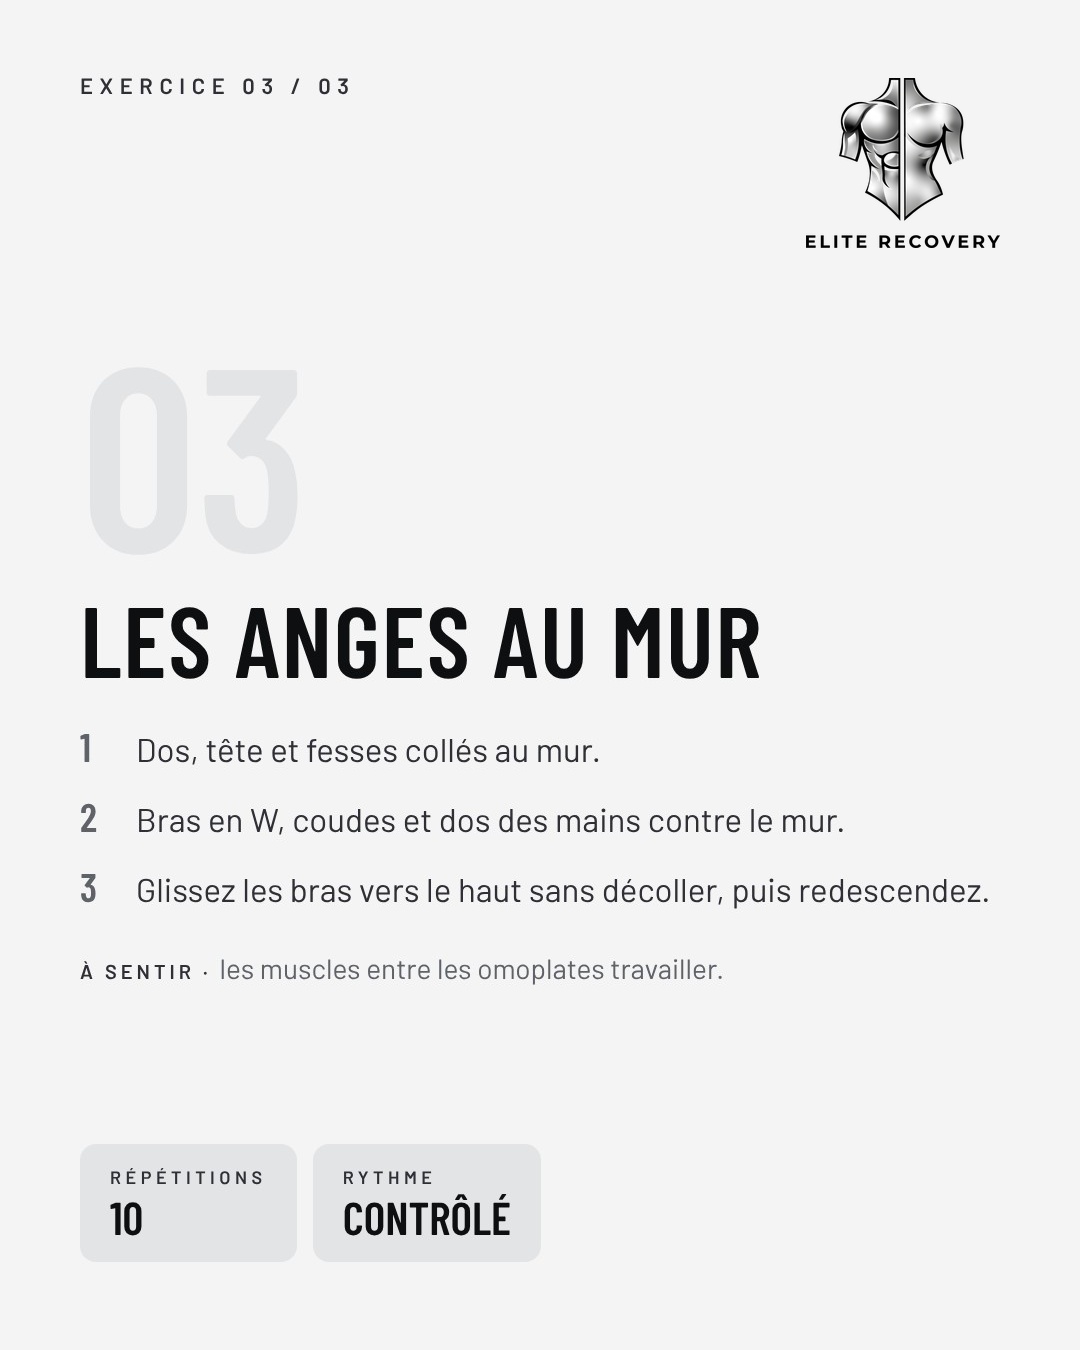 EXERCICE 03 / 03
ELITE RECOVERY
03
LES ANGES AU MUR
1 Dos, tête et fesses collés au mur.
2 Bras en W, coudes et dos des mains contre le mur.
3 Glissez les bras vers le haut sans décoller, puis redescendez.
À SENTIR · les muscles entre les omoplates travailler.
RÉPÉTITIONS
10
RYTHME
CONTRÔLÉ